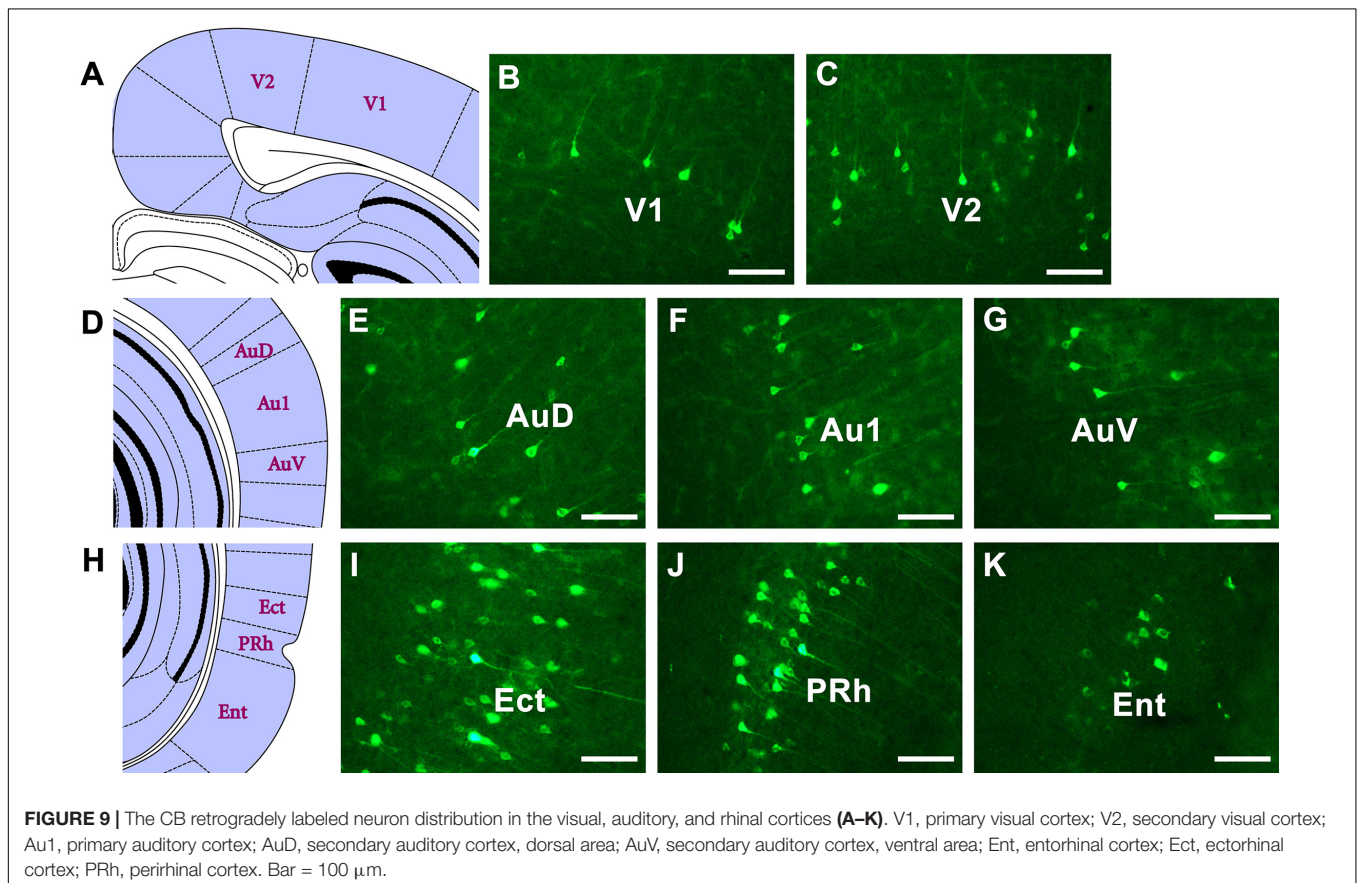 A
V2
V1
B
V1
C
V2
D
AuD
Au1
AuV
E
AuD
F
Au1
G
AuV
H
Ect
PRh
Ent
I
Ect
J
PRh
K
Ent
FIGURE 9 | The CB retrogradely labeled neuron distribution in the visual, auditory, and rhinal cortices (A–K). V1, primary visual cortex; V2, secondary visual cortex;
Au1, primary auditory cortex; AuD, secondary auditory cortex, dorsal area; AuV, secondary auditory cortex, ventral area; Ent, entorhinal cortex; Ect, ectorhinal
cortex; PRh, perirhinal cortex. Bar = 100 μm.